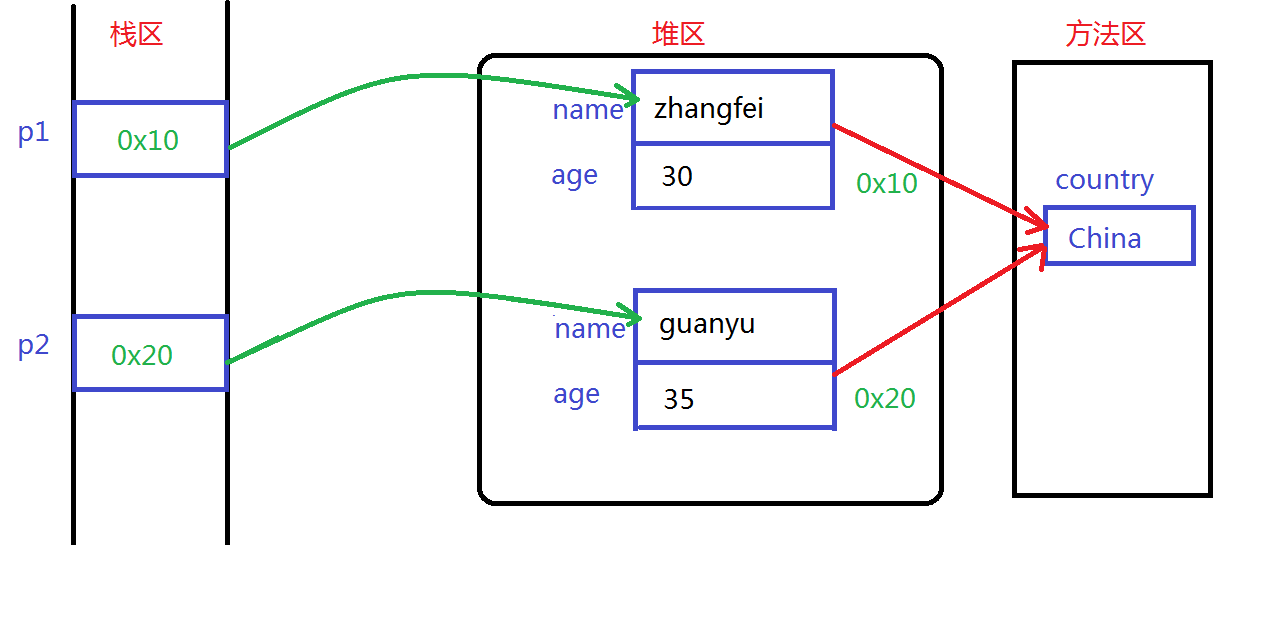 栈区
堆区
方法区
p1
0x10
name
zhangfei
age
30
0x10
country
China
p2
0x20
name
guanyu
age
35
0x20